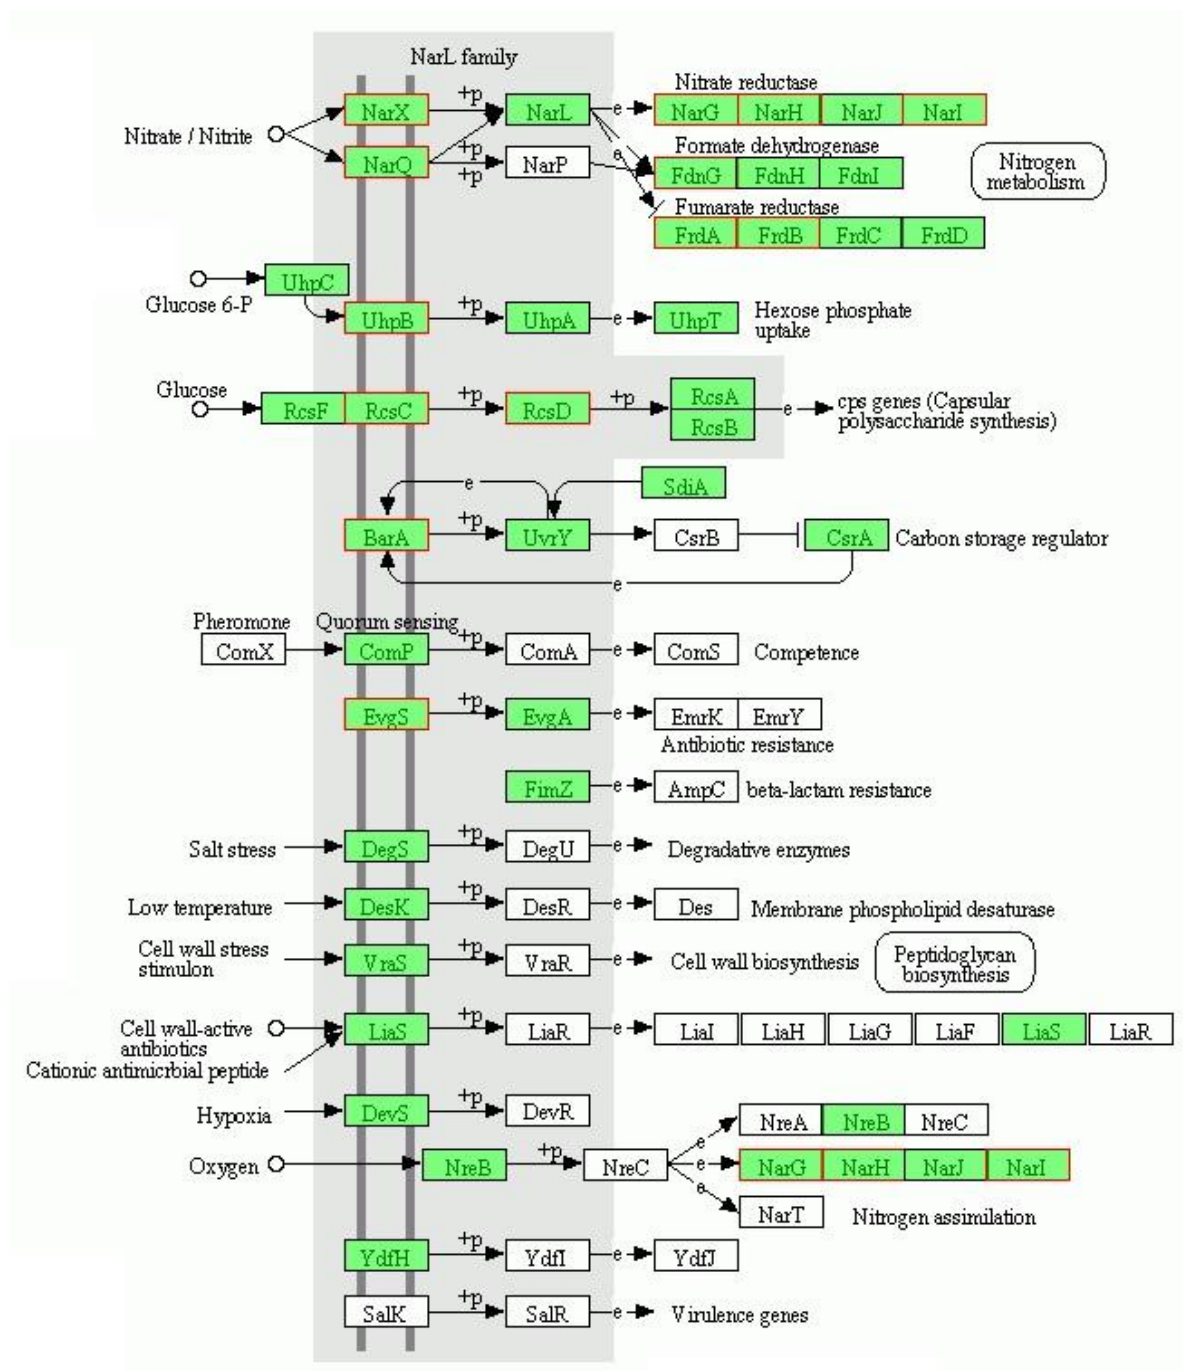 NarL family
Nitrate reductase
NarX +p NarL e NarG NarH NarJ NarI
Nitrate / Nitrite
Formate dehydrogenase
NarQ +p +p NarP e FdnG FdnH FdnI
Nitrogen
metabolism
Fumarate reductase
FrdA FrdB FrdC FrdD
UhpC
Glucose 6-P
UhpB +p UhpA e UhpT
Hexose phosphate
uptake
Glucose
RcsF RcsC +p RcsD +p
RcsA
RcsB
e
cps genes (Capsular
polysaccharide synthesis)
e SdiA
BarA +p UvrY CsrB CsrA Carbon storage regulator
e
Pheromone Quorum sensing
ComX ComP +p ComA e ComS Competence
EvgS +p EvgA e EmrK EmrY
Antibiotic resistance
FimZ e AmpC beta-lactam resistance
Salt stress DegS +p DegU e Degradative enzymes
Low temperature DesK +p DesR e Des Membrane phospholipid desaturase
Cell wall stress
stimulon
VraS +p VraR e Cell wall biosynthesis
Peptidoglycan
biosynthesis
Cell wall-active
antibiotics
Cationic antimicrbial peptide
LiaS +p LiaR e LiaI LiaH LiaG LiaF LiaS LiaR
Hypoxia DevS +p DevR
NreA NreB NreC
Oxygen NreB +p NreC e e e NarG NarH NarJ NarI
NarT Nitrogen assimilation
YdfH +p YdfI e YdfJ
SalK +p SalR e Virulence genes